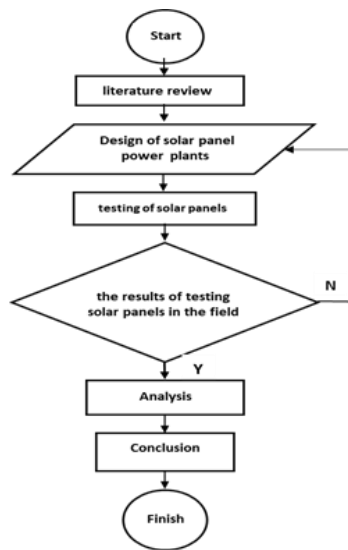 Start
literature review
Design of solar panel
power plants
testing of solar panels
the results of testing
solar panels in the field
N
Y
Analysis
Conclusion
Finish